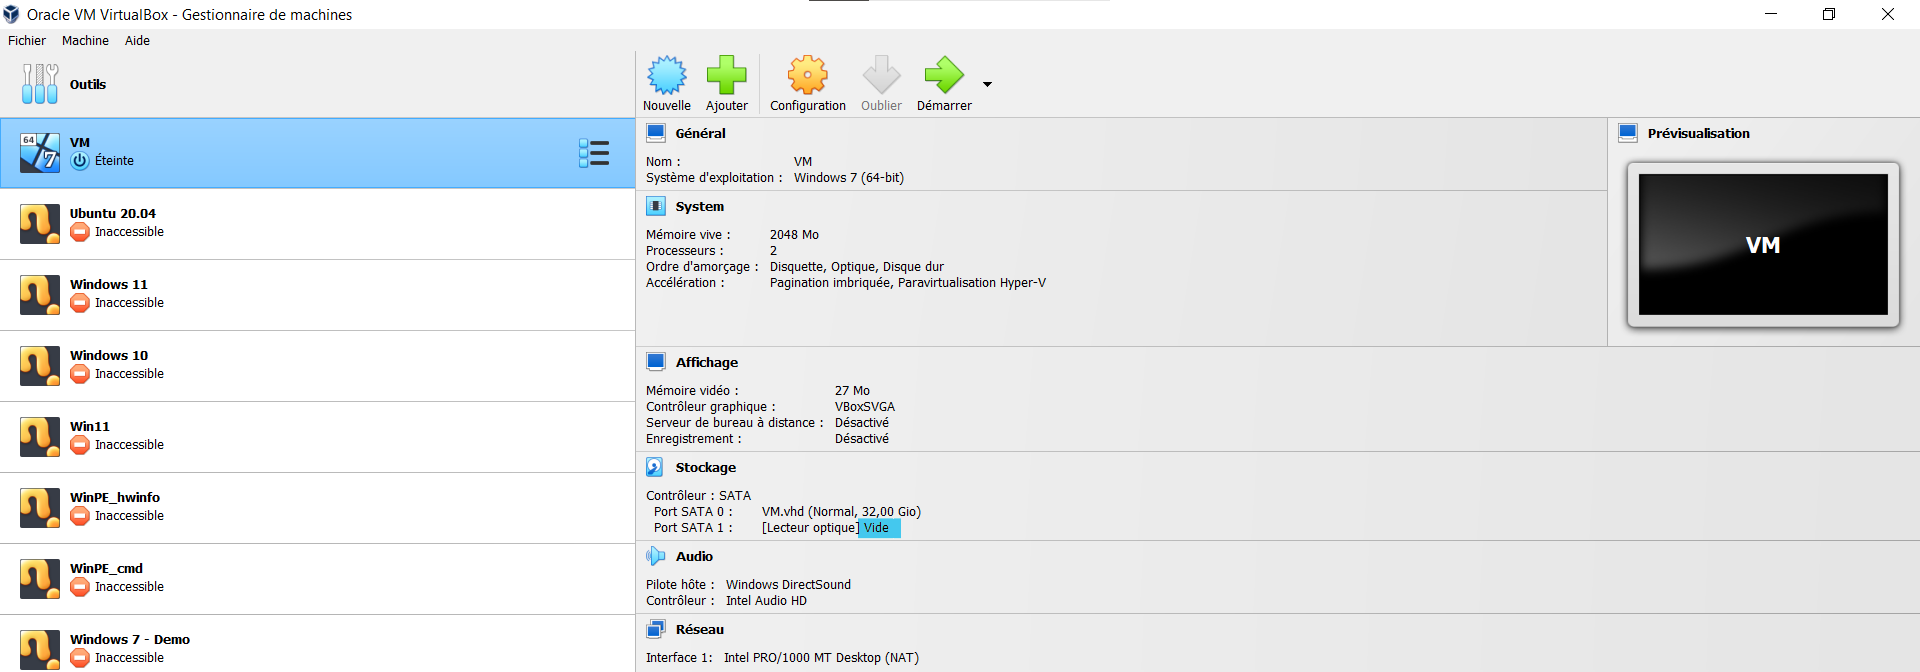 Oracle VM VirtualBox - Gestionnaire de machines
Fichier Machine Aide
Outils
Nouvelle Ajouter Configuration Oublier Démarrer
64 7
VM
Éteinte
Ubuntu 20.04
Inaccessible
Windows 11
Inaccessible
Windows 10
Inaccessible
Win11
Inaccessible
WinPE_hwinfo
Inaccessible
WinPE_cmd
Inaccessible
Windows 7 - Demo
Inaccessible
Général
Nom : VM
Système d'exploitation : Windows 7 (64-bit)
System
Mémoire vive : 2048 Mo
Processeurs : 2
Ordre d'amorçage : Disquette, Optique, Disque dur
Accélération : Pagination imbriquée, Paravirtualisation Hyper-V
Prévisualisation
VM
Affichage
Mémoire vidéo : 27 Mo
Contrôleur graphique : VBoxSVGA
Serveur de bureau à distance : Désactivé
Enregistrement : Désactivé
Stockage
Contrôleur : SATA
Port SATA 0 : VM.vhd (Normal, 32,00 Gio)
Port SATA 1 : [Lecteur optique] Vide
Audio
Pilote hôte : Windows DirectSound
Contrôleur : Intel Audio HD
Réseau
Interface 1: Intel PRO/1000 MT Desktop (NAT)